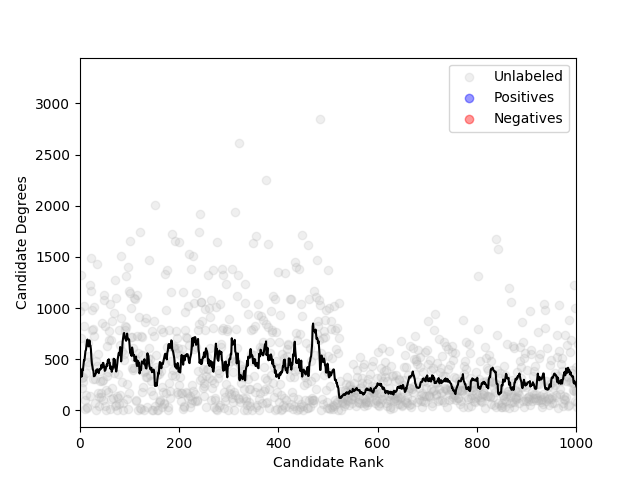 Unlabeled
Positives
Negatives
3000
2500
2000
1500
1000
500
0
Candidate Degrees
0 200 400 600 800 1000
Candidate Rank